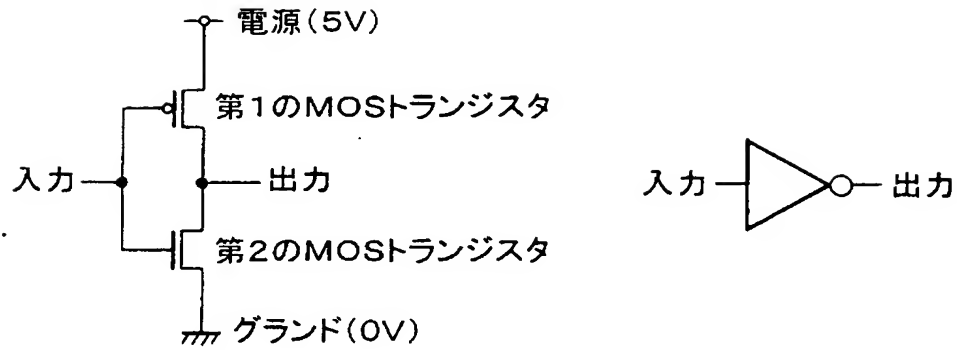 電源(5V)
第1のMOSトランジスタ
入力
出力
第2のMOSトランジスタ
グランド(0V)
入力
出力